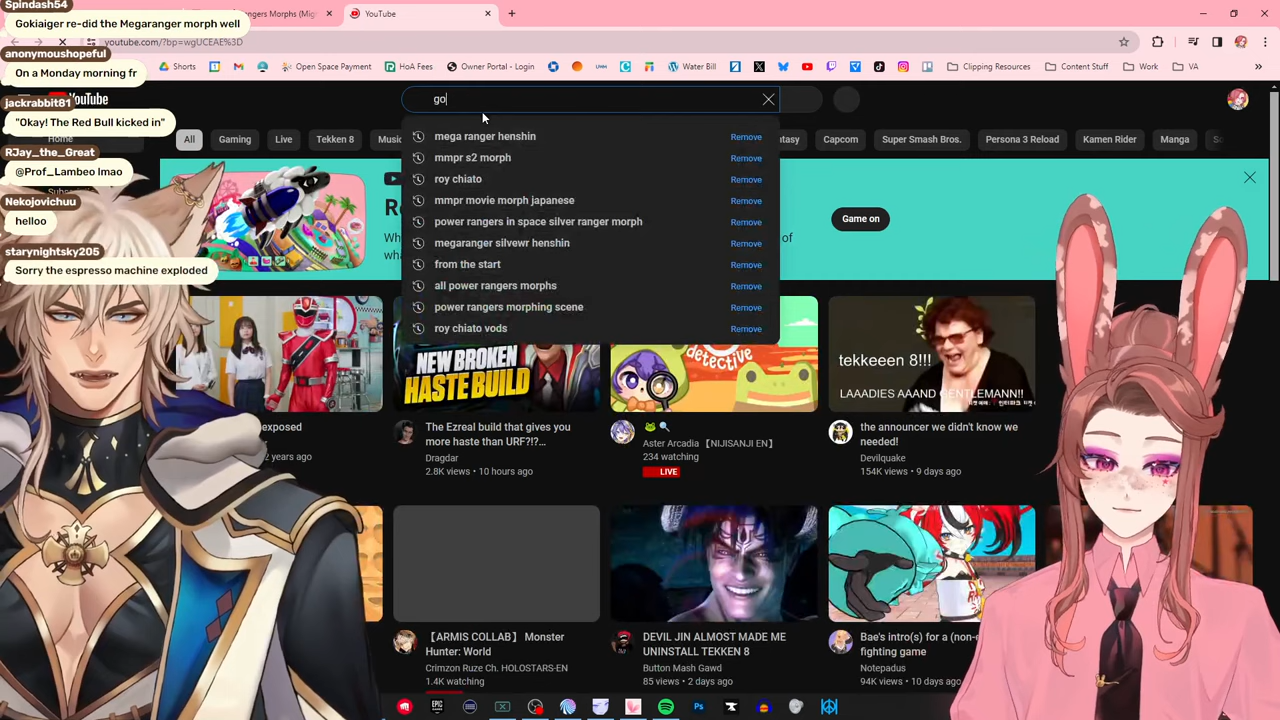 Spindash54
Gokiaiger re-did the Megaranger morph well
anonymoushopeful
On a Monday morning fr
jackrabbit81
"Okay! The Red Bull kicked in"
RJay_the_Great
@Prof_Lambeo lmao
Nekojovichuu
helloo
starynightsky205
Sorry the espresso machine exploded
Rangers Morphs (Mig
YouTube
youtube.com/?bp=wgUCEAE%3D
Shorts
Open Space Payment
HoA Fees
Owner Portal - Login
Water Bill
Clipping Resources
Content Stuff
Work
VA
YouTube
go
All
Gaming
Live
Tekken 8
Music
Capcom
Super Smash Bros.
Persona 3 Reload
Kamen Rider
Manga
mega ranger henshin
Remove
mmpr s2 morph
Remove
roy chiato
Remove
mmpr movie morph japanese
Remove
power rangers in space silver ranger morph
Remove
megaranger siivewr henshin
Remove
from the start
Remove
all power rangers morphs
Remove
power rangers morphing scene
Remove
roy chiato vods
Remove
Game on
NEW BROKEN
HASTE BUILD
detective
tekkeeen 8!!!
LAAADIES AAAND GENTLEMANN!!
exposed
2 years ago
The Ezreal build that gives you
more haste than URF?!?...
Dragdar
2.8K views • 10 hours ago
Aster Arcadia【NIJISANJI EN】
234 watching
LIVE
the announcer we didn't know we
needed!
Devilquake
154K views • 9 days ago
【ARMIS COLLAB】 Monster
Hunter: World
Crimzon Ruze Ch. HOLOSTARS-EN
1.4K watching
DEVIL JIN ALMOST MADE ME
UNINSTALL TEKKEN 8
Button Mash Gawd
85 views • 2 days ago
Bae's intro(s) for a (non-e
fighting game
Notepadus
94K views • 10 days ago